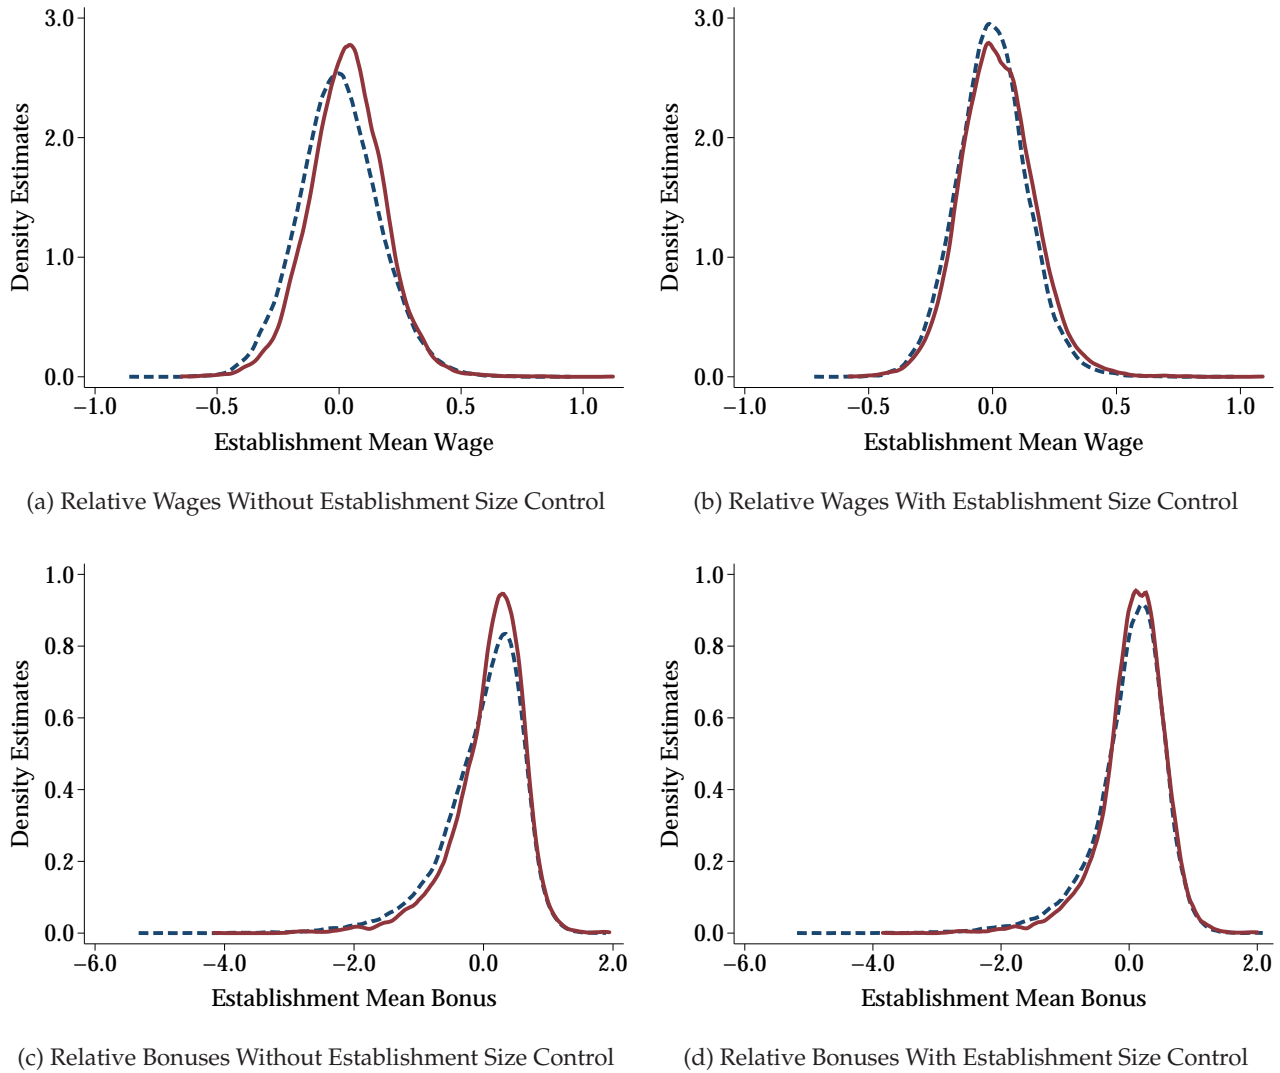 3.0
2.0
1.0
0.0
Density Estimates
−1.0 −0.5 0.0 0.5 1.0
Establishment Mean Wage
(a) Relative Wages Without Establishment Size Control
3.0
2.0
1.0
0.0
Density Estimates
−1.0 −0.5 0.0 0.5 1.0
Establishment Mean Wage
(b) Relative Wages With Establishment Size Control
1.0
0.8
0.6
0.4
0.2
0.0
Density Estimates
−6.0 −4.0 −2.0 0.0 2.0
Establishment Mean Bonus
(c) Relative Bonuses Without Establishment Size Control
1.0
0.8
0.6
0.4
0.2
0.0
Density Estimates
−6.0 −4.0 −2.0 0.0 2.0
Establishment Mean Bonus
(d) Relative Bonuses With Establishment Size Control